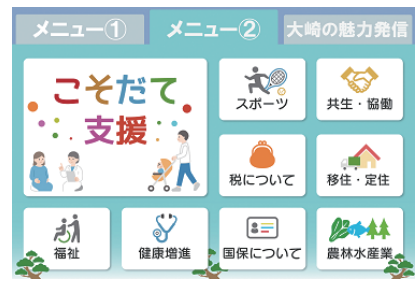 メニュー①
メニュー②
大崎の魅力発信
こそだて
支援
スポーツ
共生・協働
税について
移住・定住
福祉
健康増進
国保について
農林水産業